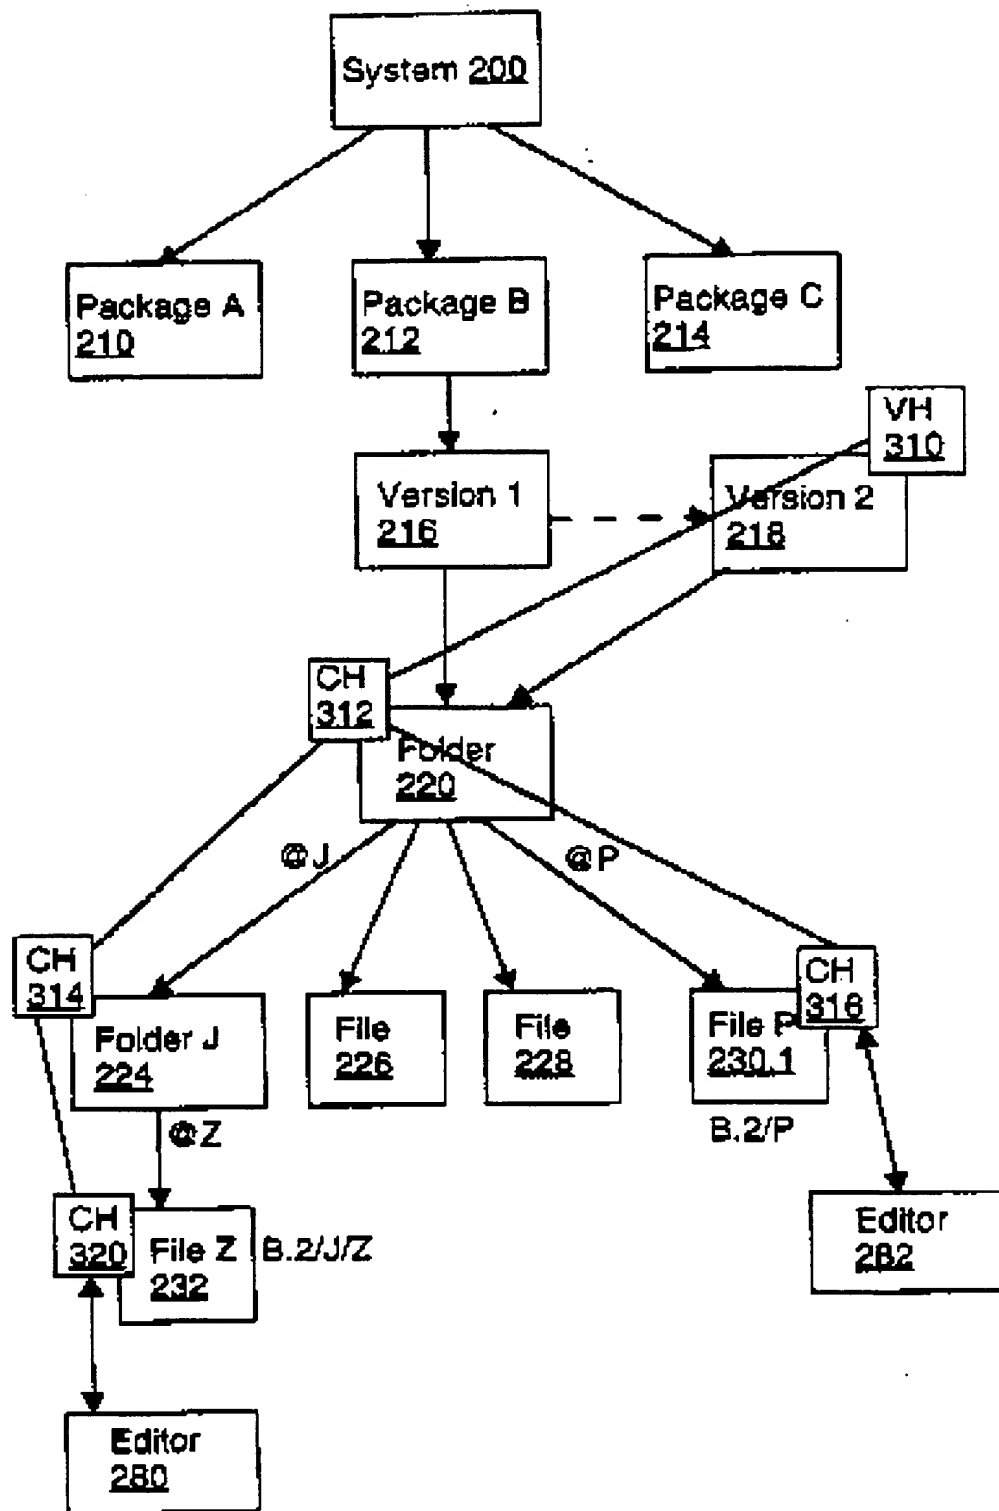 System 200
Package A
210
Package B
212
Package C
214
VH
310
Version 1
216
Version 2
218
CH
312
Folder
220
@J
@P
CH
314
Folder J
224
File
226
File
228
File P
230.1
CH
316
B.2/P
@Z
CH
320
File Z
232
B.2/J/Z
Editor
282
Editor
280